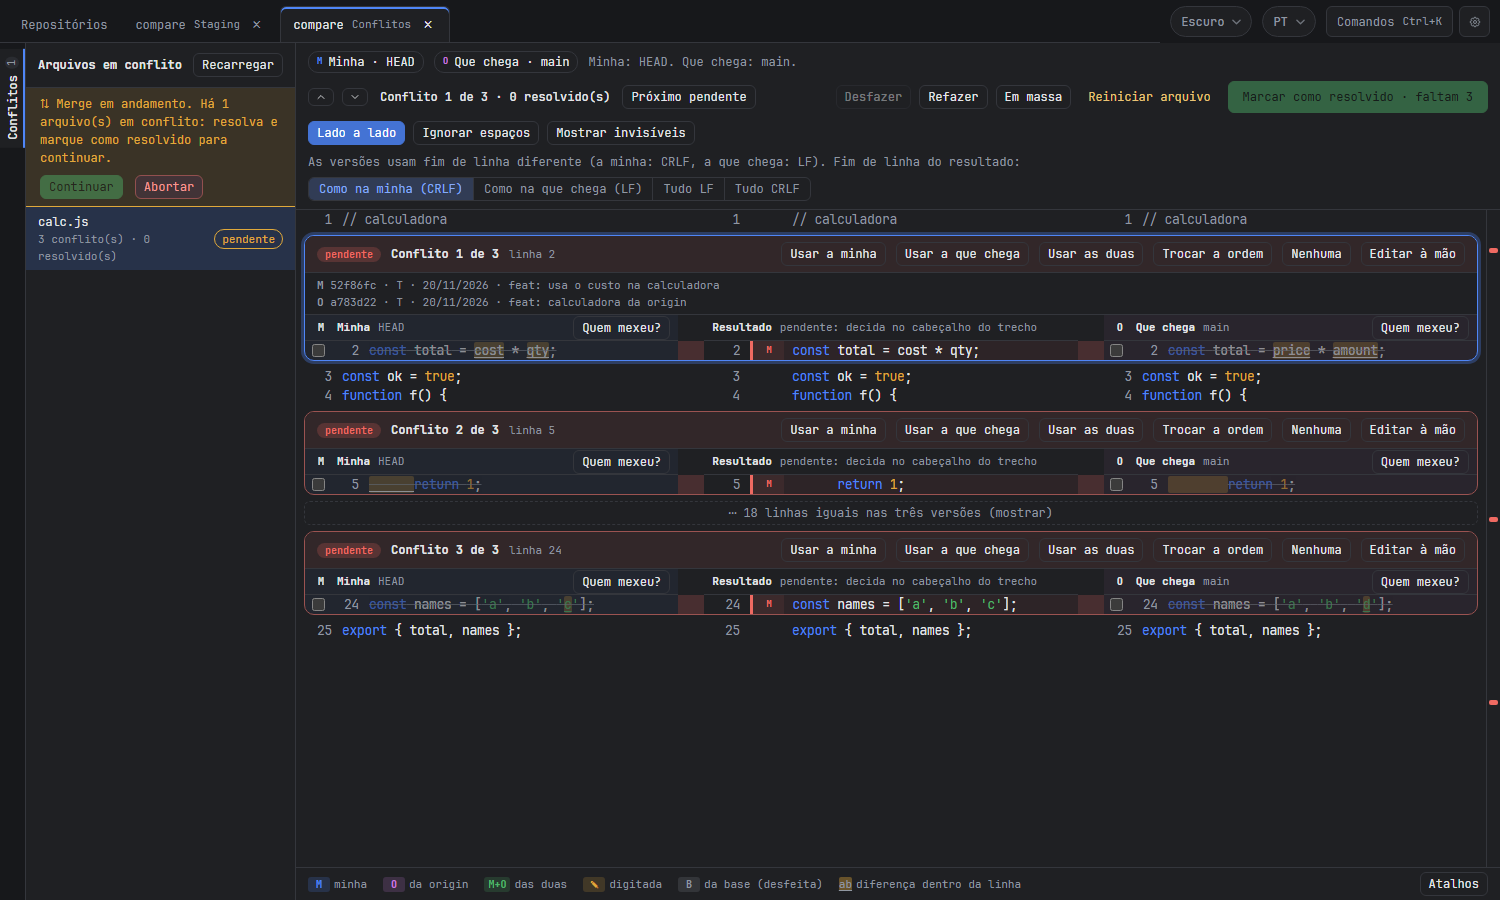 Repositórios compare Staging × compare Conflitos × Escuro PT Comandos Ctrl+K
Conflitos 1
Arquivos em conflito Recarregar
Merge em andamento. Há 1
arquivo(s) em conflito: resolva e
marque como resolvido para
continuar.
Continuar Abortar
calc.js
3 conflito(s) · 0
resolvido(s)
pendente
M Minha · HEAD O Que chega · main Minha: HEAD. Que chega: main.
Conflito 1 de 3 · 0 resolvido(s) Próximo pendente Desfazer Refazer Em massa Reiniciar arquivo Marcar como resolvido · faltam 3
Lado a lado Ignorar espaços Mostrar invisíveis
As versões usam fim de linha diferente (a minha: CRLF, a que chega: LF). Fim de linha do resultado:
Como na minha (CRLF) Como na que chega (LF) Tudo LF Tudo CRLF
1 // calculadora 1 // calculadora 1 // calculadora
pendente Conflito 1 de 3 linha 2 Usar a minha Usar a que chega Usar as duas Trocar a ordem Nenhuma Editar à mão
M 52f86fc · T · 20/11/2026 · feat: usa o custo na calculadora
O a783d22 · T · 20/11/2026 · feat: calculadora da origin
M Minha HEAD Quem mexeu? Resultado pendente: decida no cabeçalho do trecho O Que chega main Quem mexeu?
2 const total = cost * qty; 2 M const total = cost * qty; 2 const total = price * amount;
3 const ok = true; 3 const ok = true; 3 const ok = true;
4 function f() { 4 function f() { 4 function f() {
pendente Conflito 2 de 3 linha 5 Usar a minha Usar a que chega Usar as duas Trocar a ordem Nenhuma Editar à mão
M Minha HEAD Quem mexeu? Resultado pendente: decida no cabeçalho do trecho O Que chega main Quem mexeu?
5 return 1; 5 M return 1; 5 return 1;
⋯ 18 linhas iguais nas três versões (mostrar)
pendente Conflito 3 de 3 linha 24 Usar a minha Usar a que chega Usar as duas Trocar a ordem Nenhuma Editar à mão
M Minha HEAD Quem mexeu? Resultado pendente: decida no cabeçalho do trecho O Que chega main Quem mexeu?
24 const names = ['a', 'b', 'c']; 24 M const names = ['a', 'b', 'c']; 24 const names = ['a', 'b', 'd'];
25 export { total, names }; 25 export { total, names }; 25 export { total, names };
M minha O da origin M+O das duas digitada B da base (desfeita) ab diferença dentro da linha Atalhos